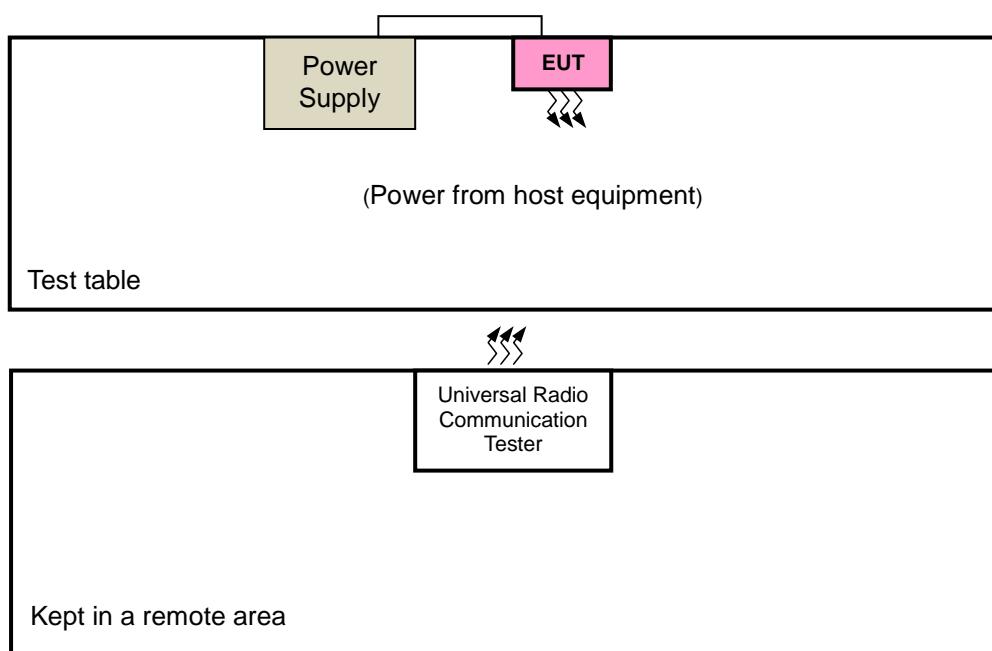 Power
Supply
EUT
(Power from host equipment)
Test table
Universal Radio
Communication
Tester
Kept in a remote area